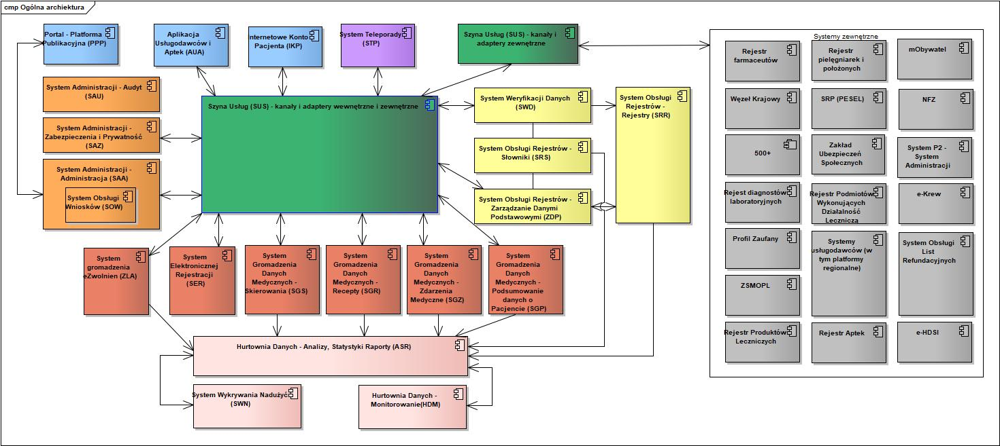 cmp Ogólna archiektura
Portal - Platforma
Publikacyjna (PPP)
Aplikacja
Usługodawców i
Aptek (AUA)
Internetowe Konto
Pacjenta (IKP)
System Teleporady
(STP)
Szyna Usług (SUS) - kanały i
adaptery zewnętrzne
System Administracji - Audyt
(SAU)
System Administracji -
Zabezpieczenia i Prywatność
(SAZ)
System Administracji -
Administracja (SAA)
System Obsługi
Wniosków (SOW)
Szyna Usług (SUS) - kanały i adaptery wewnętrzne i zewnętrzne
System Weryfikacji Danych
(SWD)
System Obsługi Rejestrów -
Słowniki (SRS)
System Obsługi Rejestrów -
Zarządzanie Danymi
Podstawowymi (ZDP)
System Obsługi
Rejestrów -
Rejestry (SRR)
System
gromadzenia
eZwolnien (ZLA)
System
Elektronicznej
Rejestracji
(SER)
System
Gromadzenia
Danych
Medycznych -
Skierowania (SGS)
System
Gromadzenia
Danych
Medycznych -
Recepty (SGR)
System
Gromadzenia
Danych
Medycznych -
Zdarzenia
Medyczne (SGZ)
System
Gromadzenia
Danych
Medycznych -
Podsumowanie
danych o
Pacjencie (SGP)
Hurtownia Danych - Analizy, Statystyki Raporty (ASR)
System Wykrywania Nadużyć
(SWN)
Hurtownia Danych -
Monitorowanie(HDM)
Systemy zewnętrzne
Rejestr
farmaceutów
Rejestr
pielęgniarek i
położonych
mObywatel
Węzeł Krajowy
SRP (PESEL)
NFZ
500+
Zakład
Ubezpieczeń
Społecznych
System P2 -
System
Administracji
Rejest diagnostów
laboratoryjnych
Rejestr Podmiotów
Wykonujących
Działalność
Leczniczą
e-Krew
Profil Zaufany
Systemy
usługodawców (w
tym platformy
regionalne)
System Obsługi
List
Refundacyjnych
ZSMOPL
Rejestr Produktów
Leczniczych
Rejestr Aptek
e-HDSI